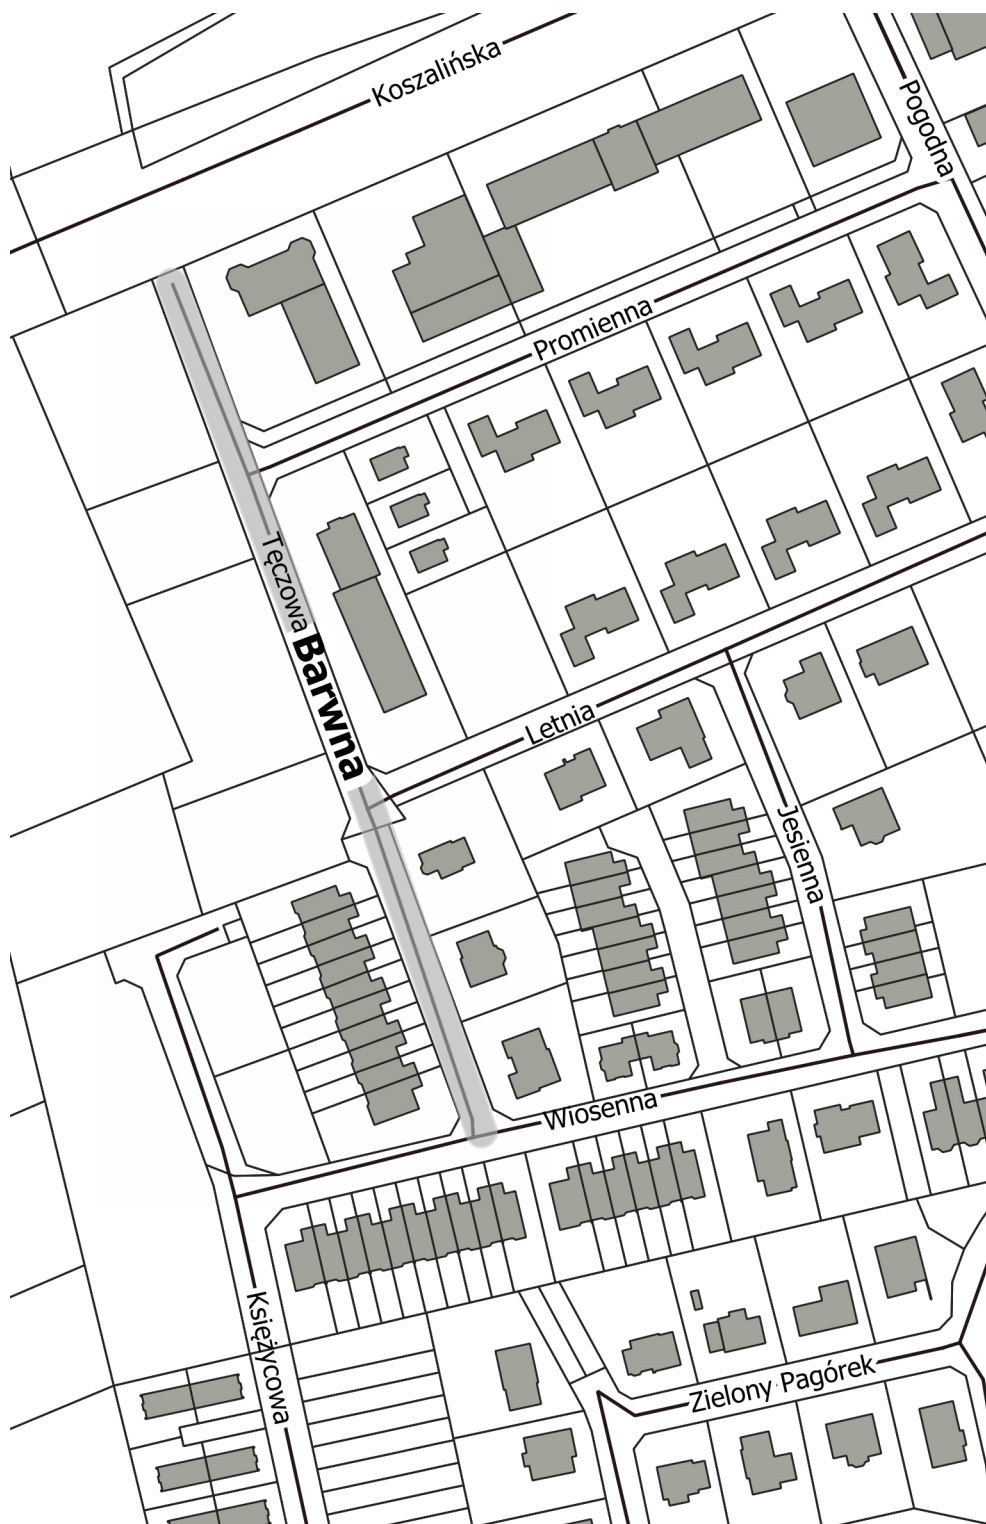 Koszalińska
Pogodna
Promienna
Tęczowa
Barwna
Letnia
Jesienna
Wiosenna
Księżycowa
Zielony Pagórek